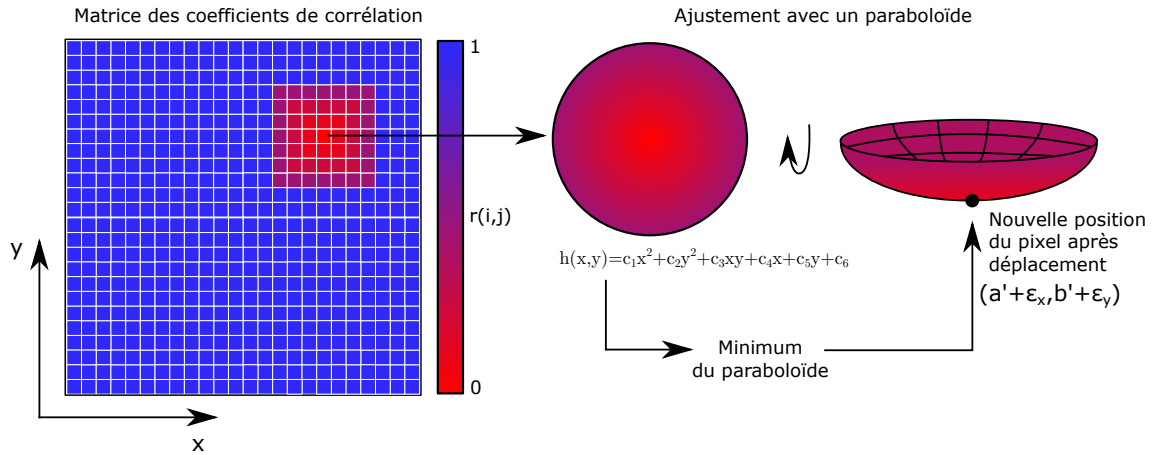 Matrice des coefficients de corrélation
1
r(i,j)
0
y
x
Ajustement avec un paraboloïde
h(x,y)=c₁x²+c₂y²+c₃xy+c₄x+c₅y+c₆
Minimum
du paraboloïde
Nouvelle position
du pixel après
déplacement
(a'+εₓ,b'+ε_y)